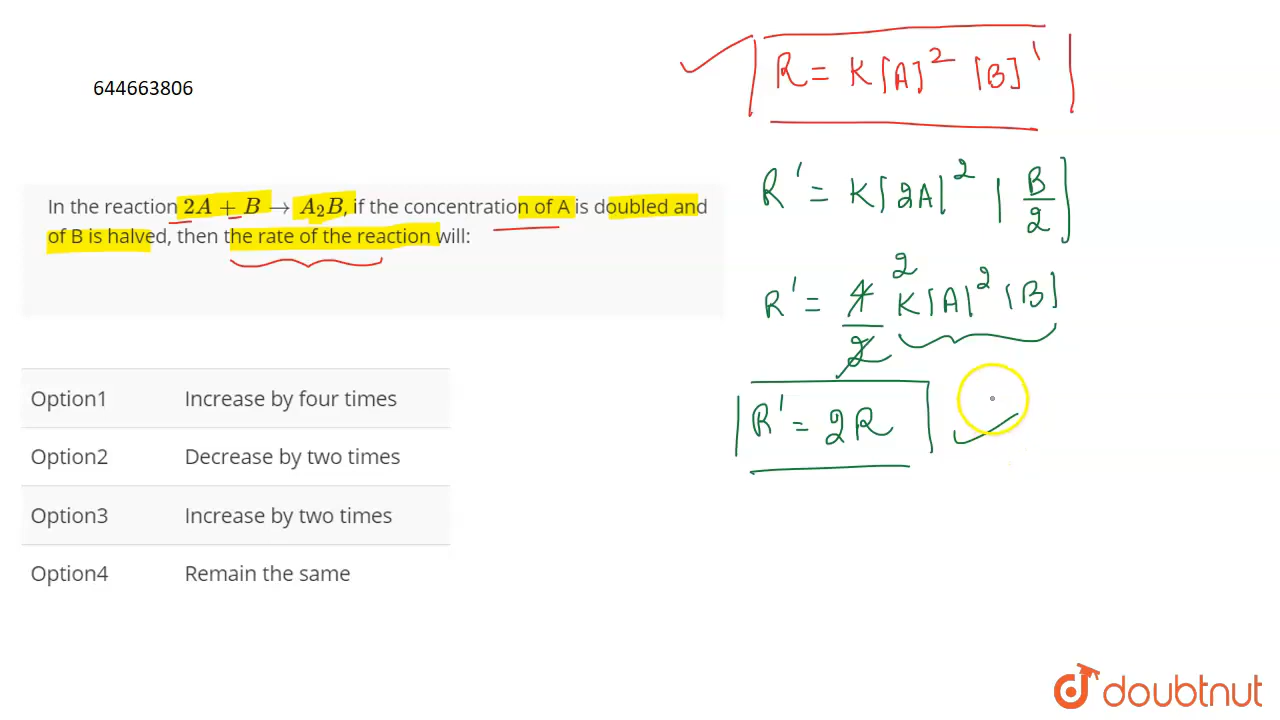 644663806
In the reaction 2A + B → A₂B, if the concentration of A is doubled and
of B is halved, then the rate of the reaction will:
Option1 Increase by four times
Option2 Decrease by two times
Option3 Increase by two times
Option4 Remain the same
R = K[A]² [B]¹
R' = K[2A]² [B/2]
R' = 4/2 2 K[A]² [B]
R' = 2R
doubtnut